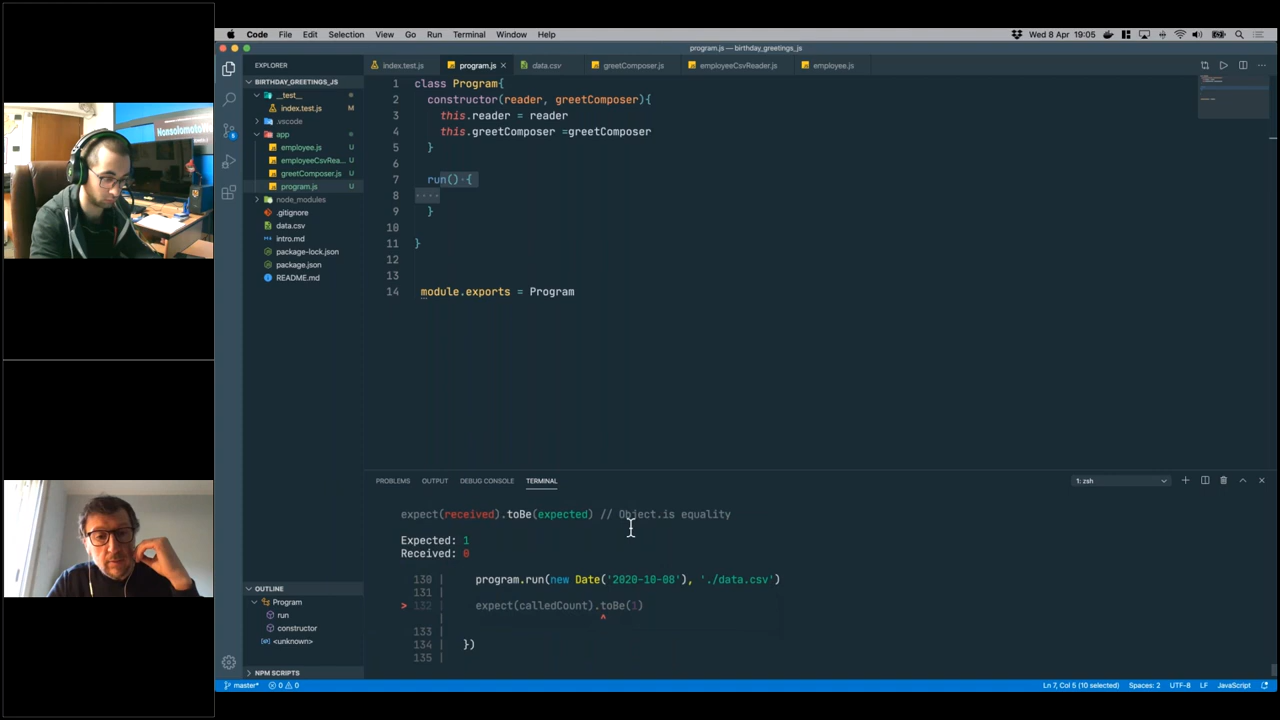 Code File Edit Selection View Go Run Terminal Window Help
Wed 8 Apr 19:05
program.js — birthday_greetings_js
EXPLORER
BIRTHDAY_GREETINGS_JS
__test__
index.test.js M
.vscode
app
employee.js U
employeeCsvRea... U
greetComposer.js U
program.js U
node_modules
.gitignore
data.csv
intro.md
package-lock.json
package.json
README.md
OUTLINE
Program
run
constructor
<unknown>
NPM SCRIPTS
index.test.js program.js data.csv greetComposer.js employeeCsvReader.js employee.js
1 class Program{
2 constructor(reader, greetComposer){
3 this.reader = reader
4 this.greetComposer =greetComposer
5 }
6
7 run()·{
8 ····
9 }
10
11 }
12
13
14 module.exports = Program
PROBLEMS OUTPUT DEBUG CONSOLE TERMINAL
1: zsh
expect(received).toBe(expected) // Object.is equality
Expected: 1
Received: 0
130 | program.run(new Date('2020-10-08'), './data.csv')
131 |
> 132 | expect(calledCount).toBe(1)
| ^
133 |
134 | })
135 |
master* 0 0
Ln 7, Col 5 (10 selected) Spaces: 2 UTF-8 LF JavaScript